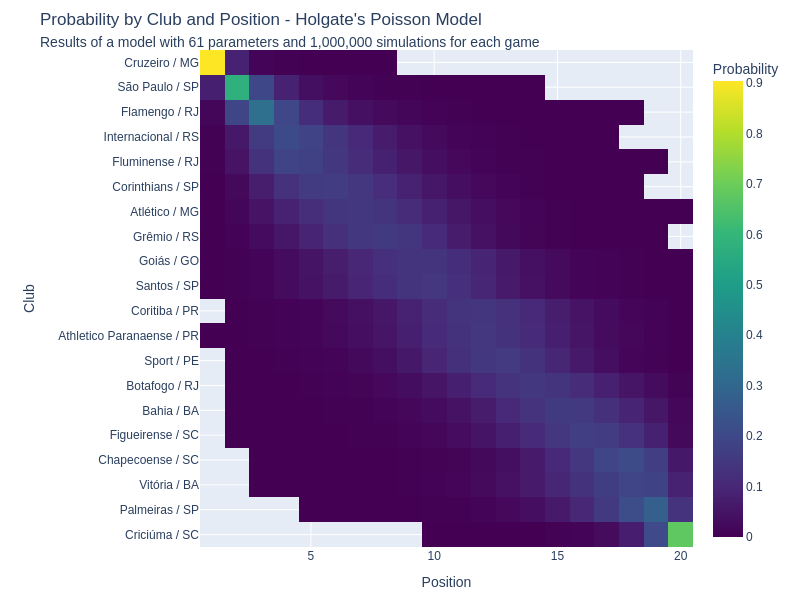 Probability by Club and Position - Holgate's Poisson Model
Results of a model with 61 parameters and 1,000,000 simulations for each game
Probability
Club
Cruzeiro / MG
São Paulo / SP
Flamengo / RJ
Internacional / RS
Fluminense / RJ
Corinthians / SP
Atlético / MG
Grêmio / RS
Goiás / GO
Santos / SP
Coritiba / PR
Athletico Paranaense / PR
Sport / PE
Botafogo / RJ
Bahia / BA
Figueirense / SC
Chapecoense / SC
Vitória / BA
Palmeiras / SP
Criciúma / SC
5
10
15
20
Position
0.9
0.8
0.7
0.6
0.5
0.4
0.3
0.2
0.1
0